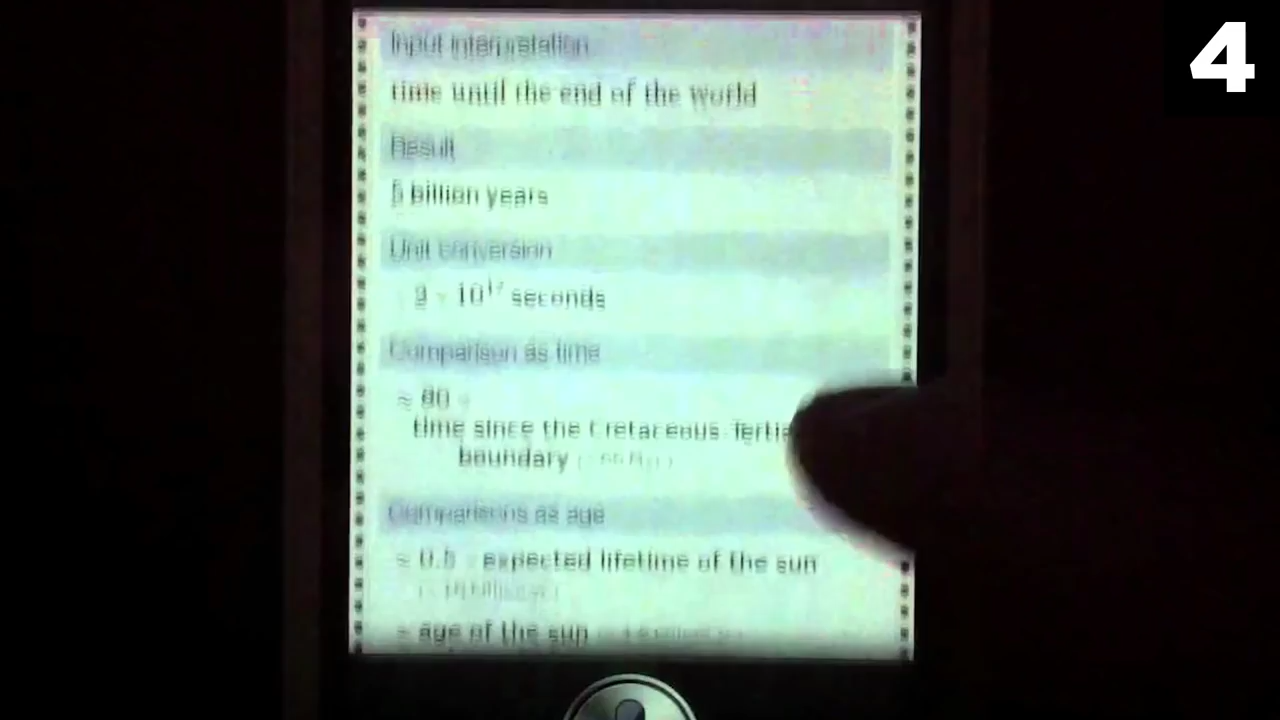 4
Input interpretation
time until the end of the world
Result
5 billion years
Unit conversion
10¹⁷ seconds
Comparison as time
≈ 80 ×
time since the Cretaceous-Tertia
boundary
Comparisons as age
≈ 0.5 × expected lifetime of the sun
≈ age of the sun